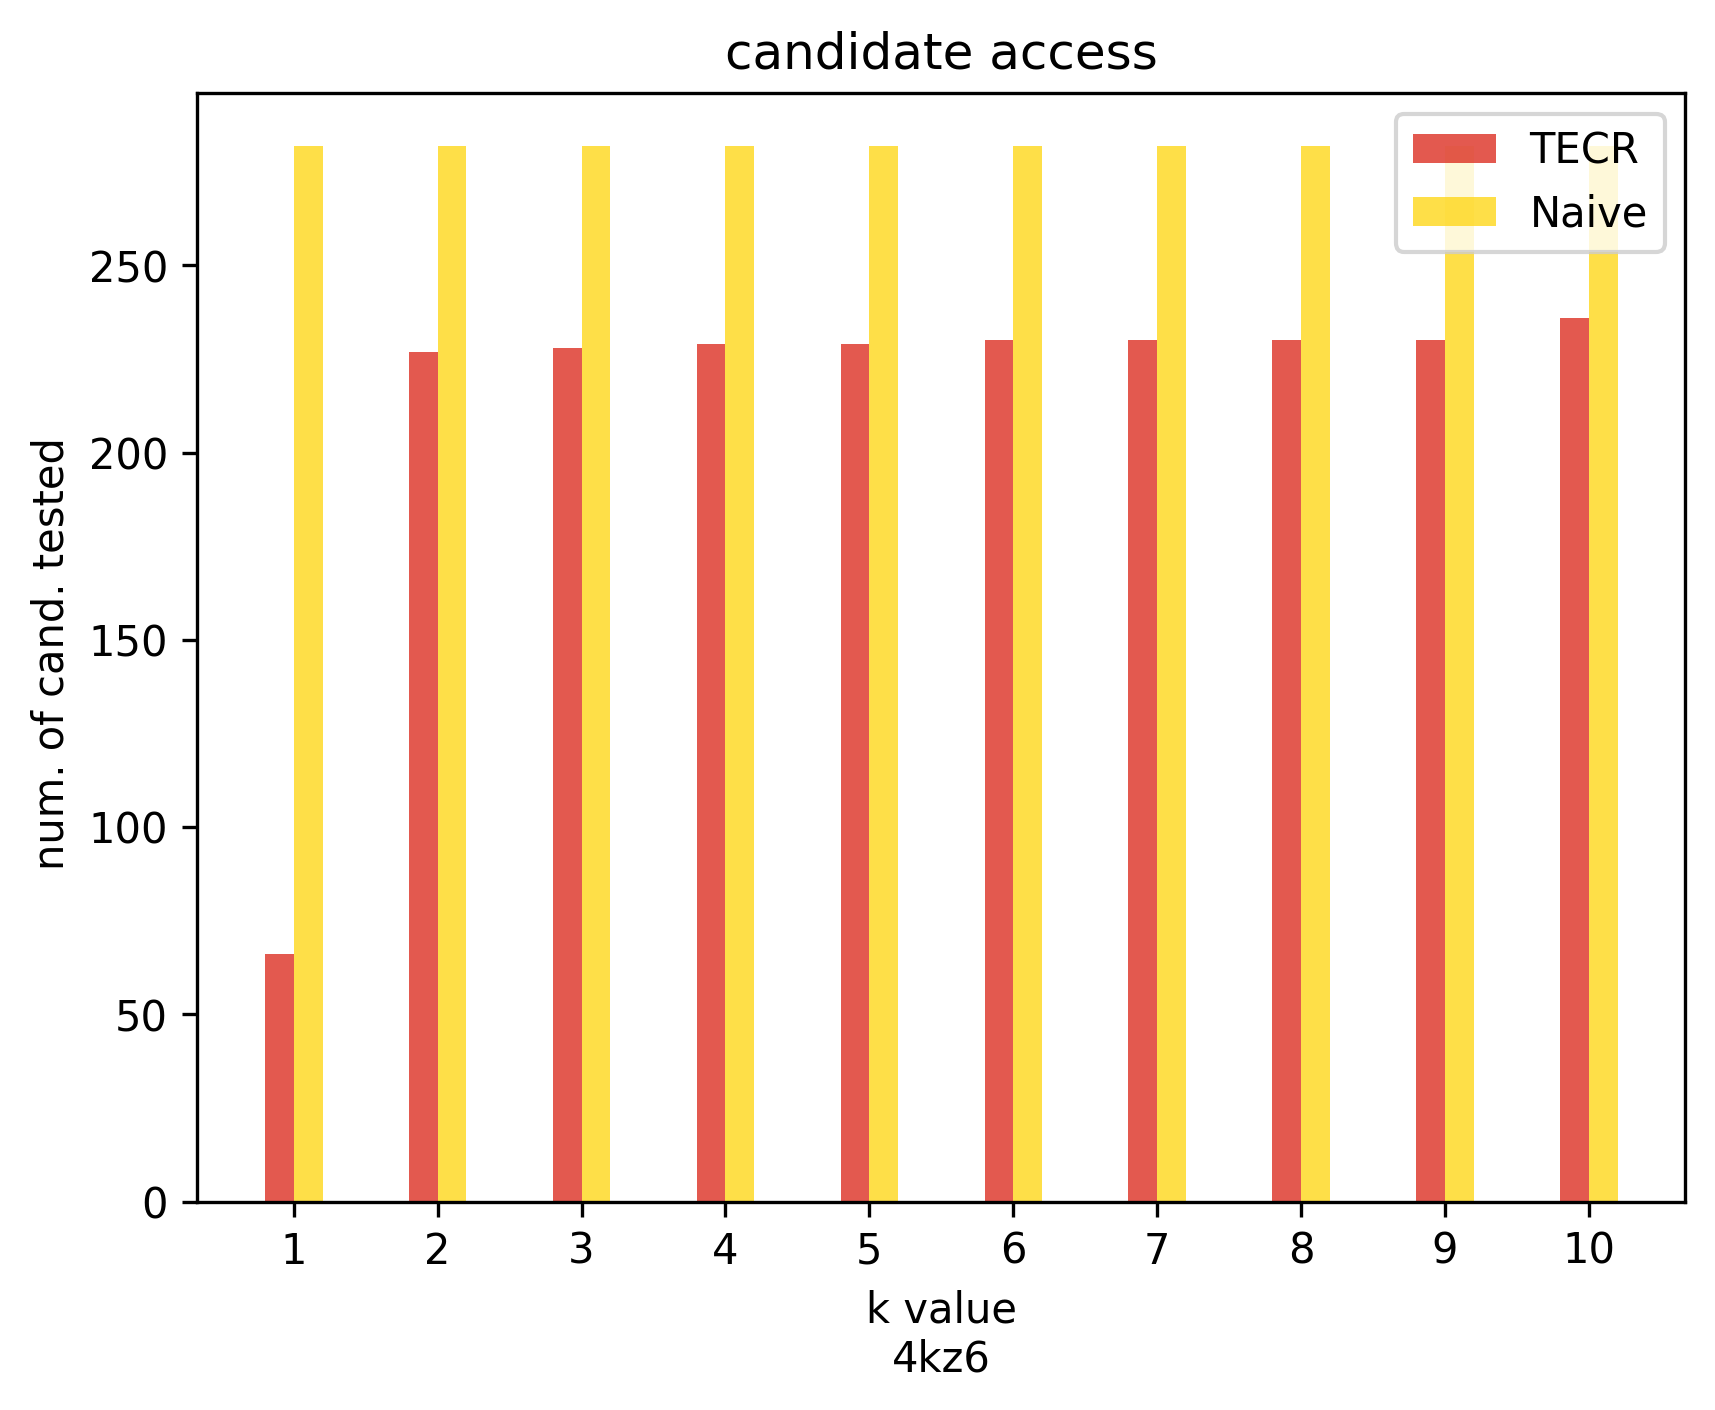 candidate access
TECR
Naive
num. of cand. tested
250
200
150
100
50
0
1 2 3 4 5 6 7 8 9 10
k value
4kz6